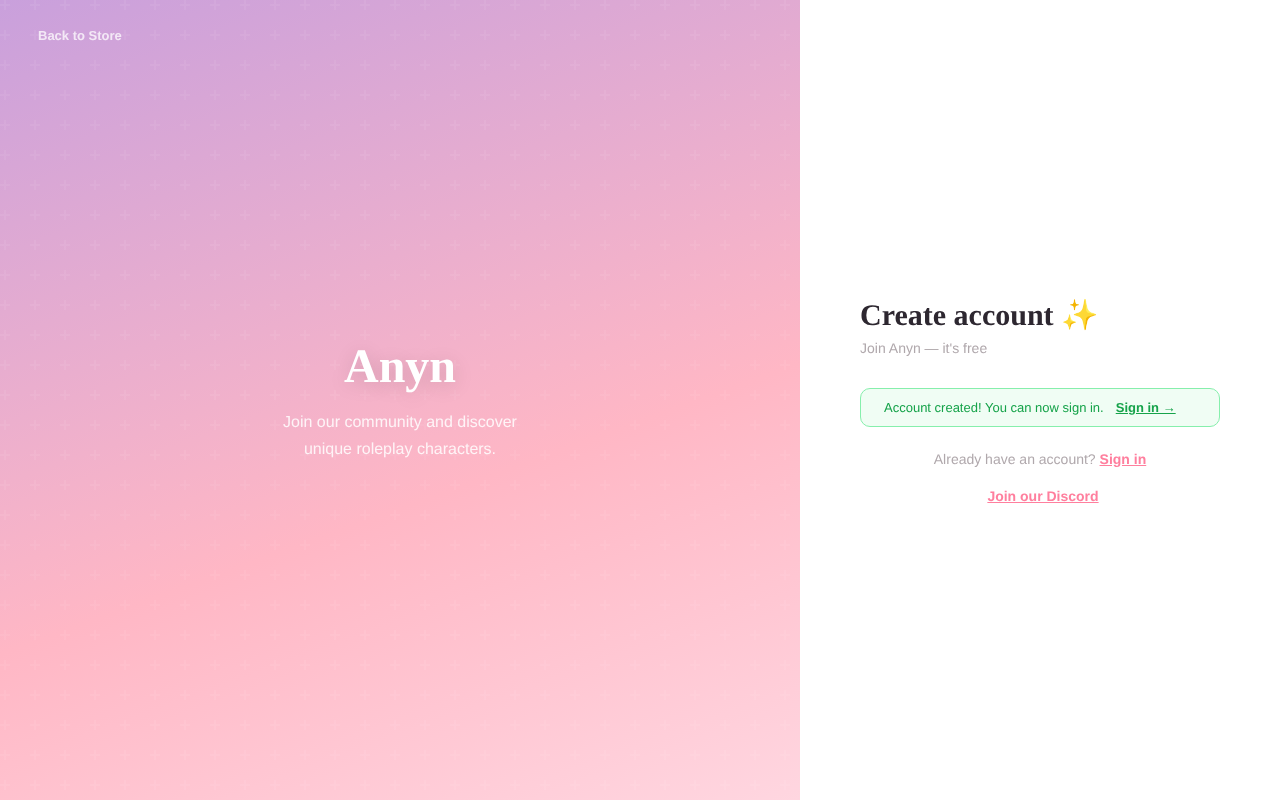 Back to Store
Anyn
Join our community and discover
unique roleplay characters.
Create account ✨
Join Anyn — it's free
Account created! You can now sign in. Sign in →
Already have an account? Sign in
Join our Discord